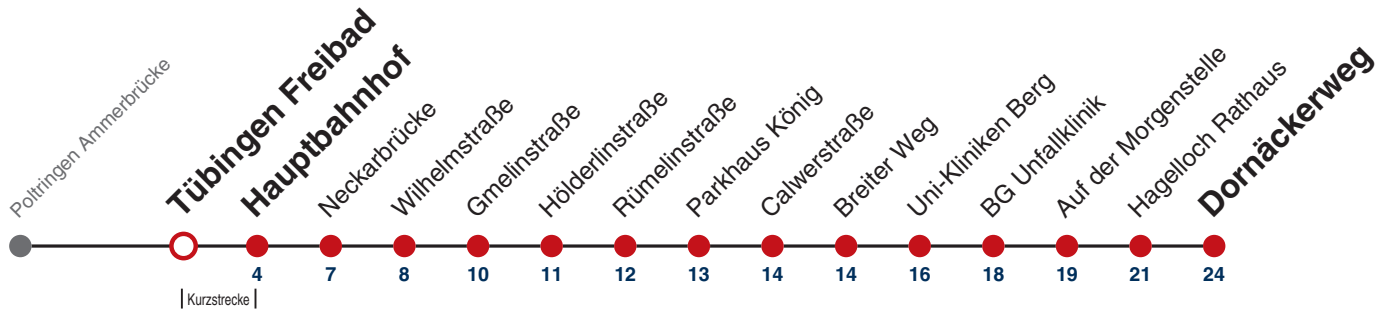 Poltringen Ammerbrücke
Tübingen Freibad
Hauptbahnhof
Neckarbrücke
Wilhelmstraße
Gmelinstraße
Hölderlinstraße
Rümelinstraße
Parkhaus König
Calwerstraße
Breiter Weg
Uni-Kliniken Berg
BG Unfallklinik
Auf der Morgenstelle
Hagelloch Rathaus
Dornäckerweg
4 7 8 10 11 12 13 14 14 16 18 19 21 24
Kurzstrecke